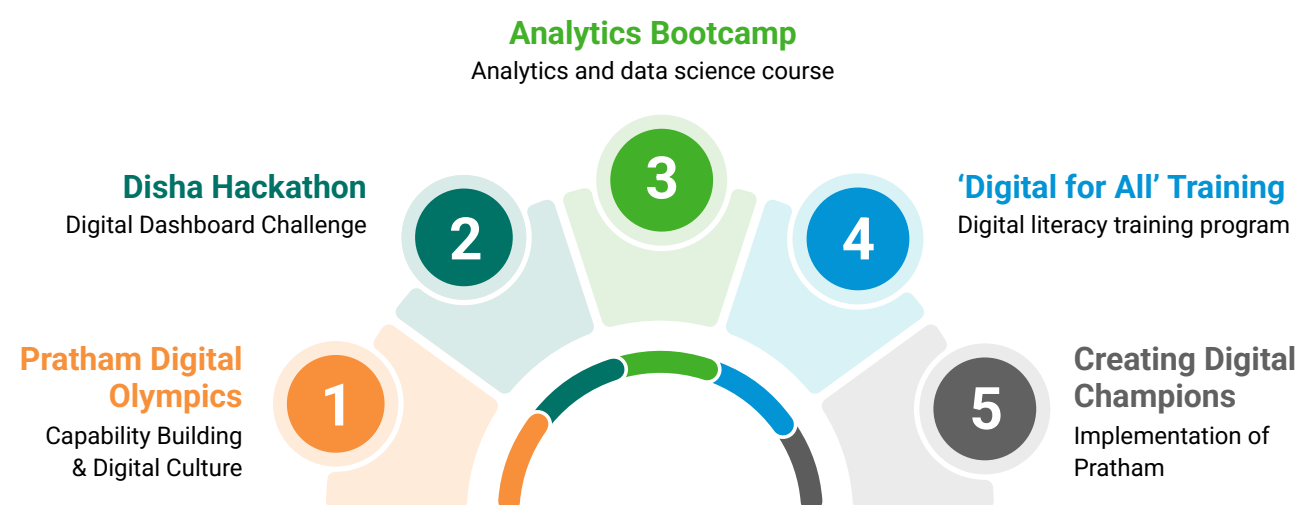 Pratham Digital
Olympics
Capability Building
& Digital Culture
1
Disha Hackathon
Digital Dashboard Challenge
2
Analytics Bootcamp
Analytics and data science course
3
‘Digital for All’ Training
Digital literacy training program
4
Creating Digital
Champions
Implementation of
Pratham
5